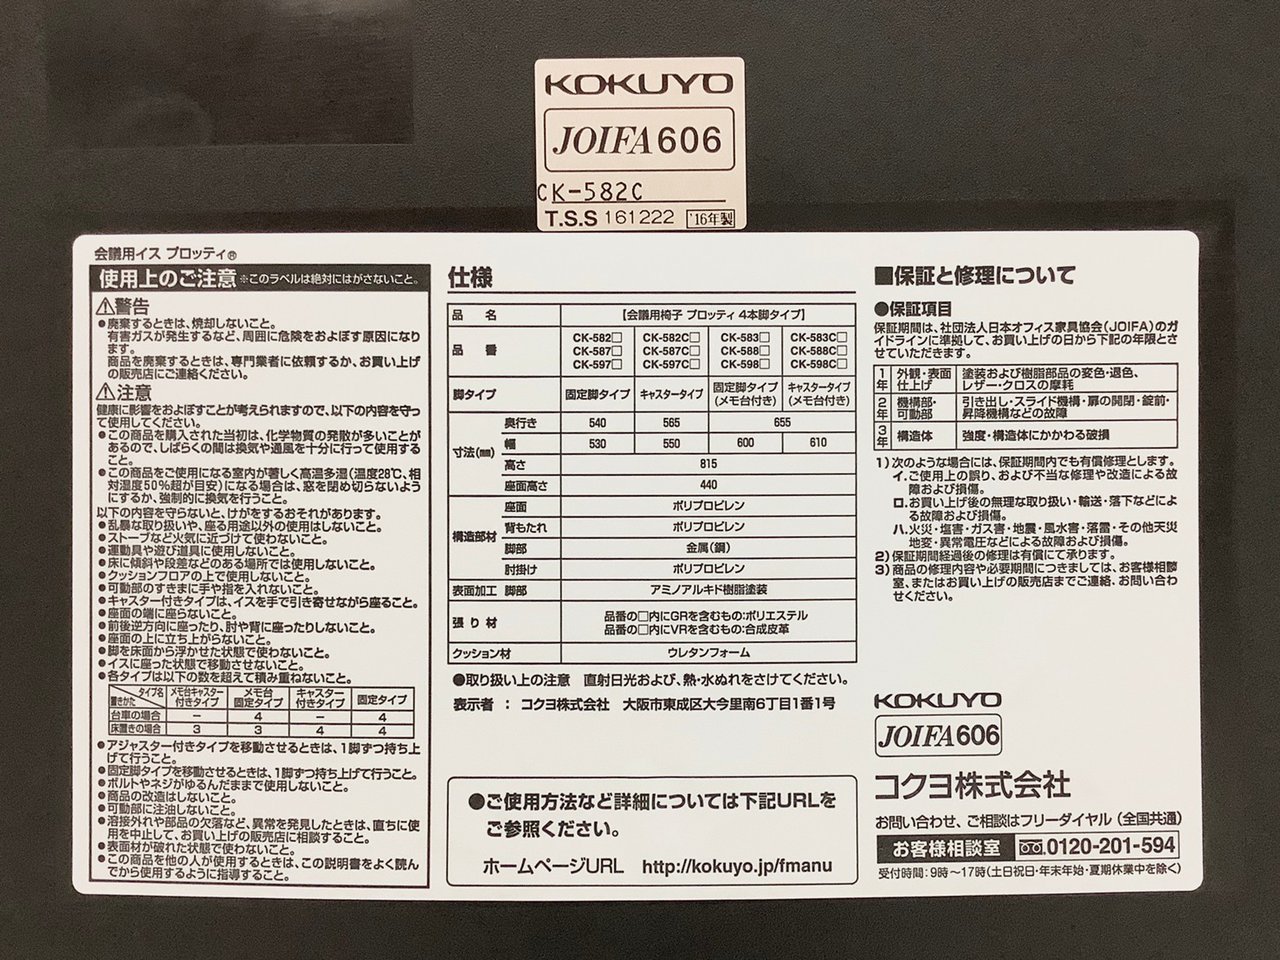 KOKUYO
JOIFA606
CK-582C
T.S.S 161222 '16年製
会議用イス プロッティ®
使用上のご注意 ※このラベルは絶対にはがさないこと。
⚠警告
●廃棄するときは、焼却しないこと。
有害ガスが発生するなど、周囲に危険をおよぼす原因になり
ます。
商品を廃棄するときは、専門業者に依頼するか、お買い上げ
の販売店にご連絡ください。
⚠注意
健康に影響をおよぼすことが考えられますので、以下の内容を守っ
て使用してください。
●この商品を購入された当初は、化学物質の発散が多いことが
あるので、しばらくの間は換気や通風を十分に行って使用する
こと。
●この商品をご使用になる室内が著しく高温多湿(温度28℃、相
対湿度50%超が目安)になる場合は、窓を閉め切らないよう
にするか、強制的に換気を行うこと。
以下の内容を守らないと、けがをするおそれがあります。
●乱暴な取り扱いや、座る用途以外の使用はしないこと。
●ストーブなど火気に近づけて使わないこと。
●運動具や遊び道具に使用しないこと。
●床に傾斜や段差などのある場所では使用しないこと。
●クッションフロアの上で使用しないこと。
●可動部のすきまに手や指を入れないこと。
●キャスター付きタイプは、イスを手で引き寄せながら座ること。
●座面の端に座らないこと。
●前後逆方向に座ったり、肘や背に座ったりしないこと。
●座面の上に立ち上がらないこと。
●脚を床面から浮かせた状態で使わないこと。
●イスに座った状態で移動させないこと。
●各タイプは以下の数を超えて積み重ねないこと。
タイプ名 置きかた メモ台キャスター付きタイプ メモ台固定タイプ キャスター付きタイプ 固定タイプ
台車の場合 − 4 − 4
床置きの場合 3 3 4 4
●アジャスター付きタイプを移動させるときは、1脚ずつ持ち上
げて行うこと。
●固定脚タイプを移動させるときは、1脚ずつ持ち上げて行うこと。
●ボルトやネジがゆるんだままで使用しないこと。
●商品の改造はしないこと。
●可動部に注油しないこと。
●溶接外れや部品の欠落など、異常を発見したときは、直ちに使
用を中止して、お買い上げの販売店に相談すること。
●表面材が破れた状態で使わないこと。
●この商品を他の人が使用するときは、この説明書をよく読ん
でから使用するように指導すること。
仕様
品名 【会議用椅子 プロッティ 4本脚タイプ】
品番 CK-582□ CK-582C□ CK-583□ CK-583C□
CK-587□ CK-587C□ CK-588□ CK-588C□
CK-597□ CK-597C□ CK-598□ CK-598C□
脚タイプ 固定脚タイプ キャスタータイプ 固定脚タイプ(メモ台付き) キャスタータイプ(メモ台付き)
寸法(㎜) 奥行き 540 565 655
幅 530 550 600 610
高さ 815
座面高さ 440
構造部材 座面 ポリプロピレン
背もたれ ポリプロピレン
脚部 金属(鋼)
肘掛け ポリプロピレン
表面加工 脚部 アミノアルキド樹脂塗装
張り材 品番の□内にGRを含むもの:ポリエステル
品番の□内にVRを含むもの:合成皮革
クッション材 ウレタンフォーム
●取り扱い上の注意 直射日光および、熱・水ぬれをさけてください。
表示者 : コクヨ株式会社 大阪市東成区大今里南6丁目1番1号
●ご使用方法など詳細については下記URLを
ご参照ください。
ホームページURL http://kokuyo.jp/fmanu
■保証と修理について
●保証項目
保証期間は、社団法人日本オフィス家具協会(JOIFA)のガ
イドラインに準拠して、お買い上げの日から下記の年限とさ
せていただきます。
1年 外観・表面仕上げ 塗装および樹脂部品の変色・退色、レザー・クロスの摩耗
2年 機構部・可動部 引き出し・スライド機構・扉の開閉・錠前・昇降機構などの故障
3年 構造体 強度・構造体にかかわる破損
1)次のような場合には、保証期間内でも有償修理とします。
イ.ご使用上の誤り、および不当な修理や改造による故
障および損傷。
ロ.お買い上げ後の無理な取り扱い・輸送・落下などによ
る故障および損傷。
ハ.火災・塩害・ガス害・地震・風水害・落雷・その他天災
地変・異常電圧などによる故障および損傷。
2)保証期間経過後の修理は有償にて承ります。
3)商品の修理内容や必要期間につきましては、お客様相談
室、またはお買い上げの販売店までご連絡、お問い合わ
せください。
KOKUYO
JOIFA606
コクヨ株式会社
お問い合わせ、ご相談はフリーダイヤル(全国共通)
お客様相談室 0120-201-594
受付時間:9時〜17時(土日祝日・年末年始・夏期休業中を除く)